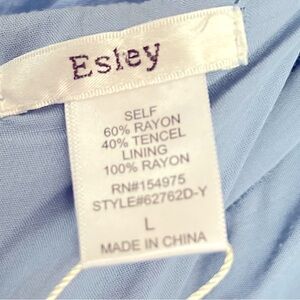 Esley
SELF
60% RAYON
40% TENCEL
LINING
100% RAYON
RN#154975
STYLE#62762D-Y
L
MADE IN CHINA